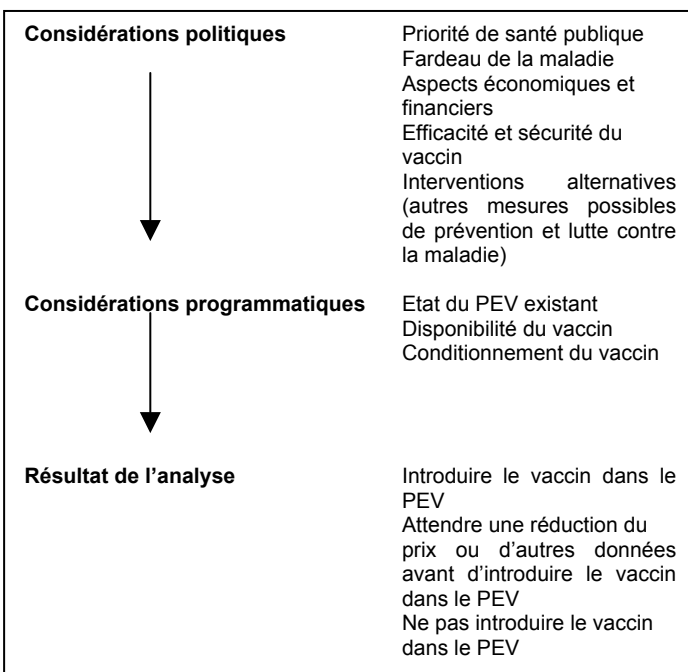 Considérations politiques
Priorité de santé publique
Fardeau de la maladie
Aspects économiques et
financiers
Efficacité et sécurité du
vaccin
Interventions alternatives
(autres mesures possibles
de prévention et lutte contre
la maladie)
Considérations programmatiques
Etat du PEV existant
Disponibilité du vaccin
Conditionnement du vaccin
Résultat de l’analyse
Introduire le vaccin dans le
PEV
Attendre une réduction du
prix ou d’autres données
avant d’introduire le vaccin
dans le PEV
Ne pas introduire le vaccin
dans le PEV